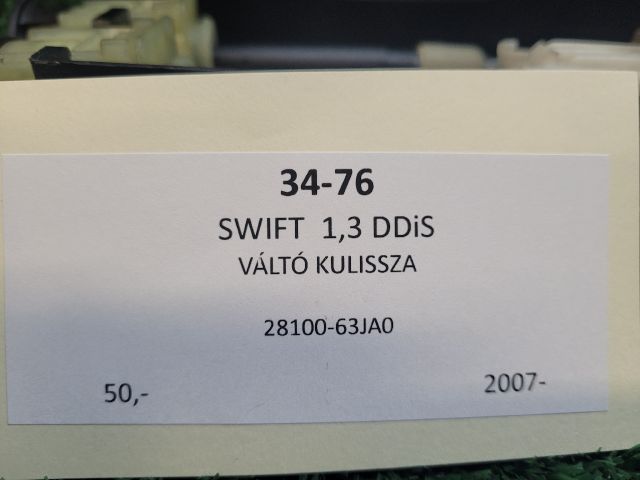 34-76
SWIFT 1,3 DDiS
VÁLTÓ KULISSZA
28100-63JA0
50,- 2007-